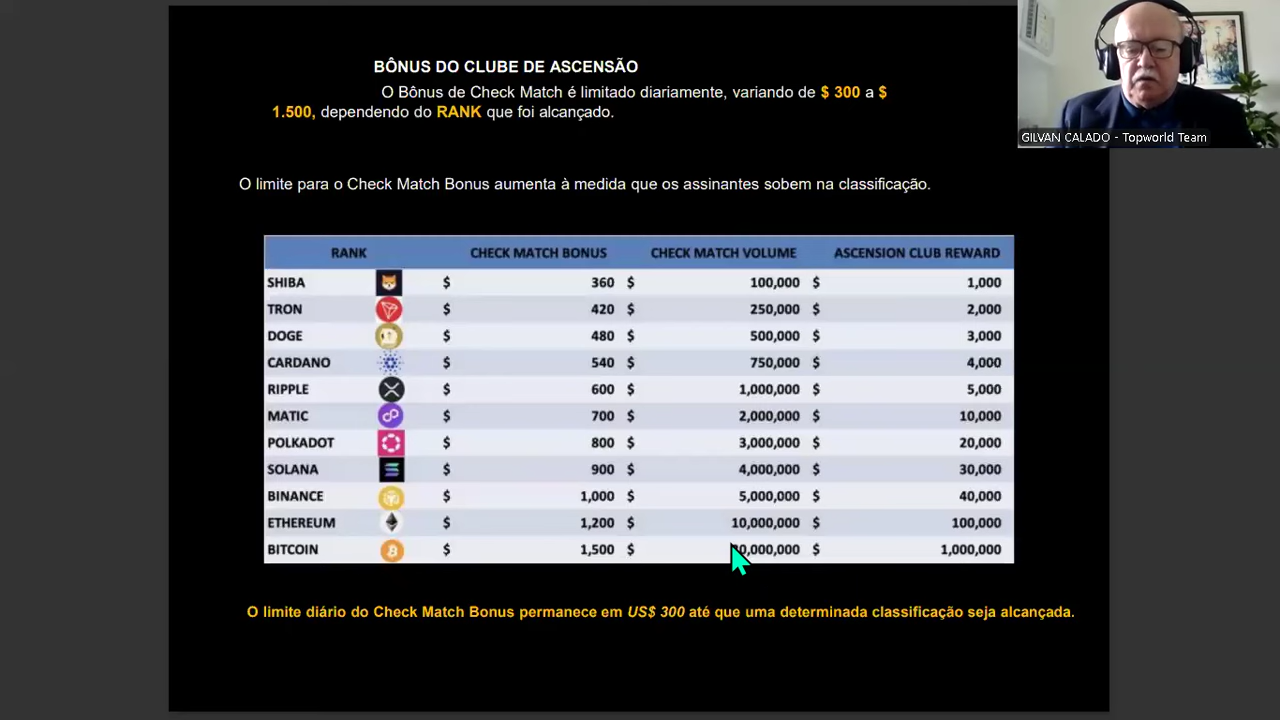 BÔNUS DO CLUBE DE ASCENSÃO
O Bônus de Check Match é limitado diariamente, variando de $ 300 a $
1.500, dependendo do RANK que foi alcançado.
GILVAN CALADO - Topworld Team
O limite para o Check Match Bonus aumenta à medida que os assinantes sobem na classificação.
RANK CHECK MATCH BONUS CHECK MATCH VOLUME ASCENSION CLUB REWARD
SHIBA $ 360 $ 100,000 $ 1,000
TRON $ 420 $ 250,000 $ 2,000
DOGE $ 480 $ 500,000 $ 3,000
CARDANO $ 540 $ 750,000 $ 4,000
RIPPLE $ 600 $ 1,000,000 $ 5,000
MATIC $ 700 $ 2,000,000 $ 10,000
POLKADOT $ 800 $ 3,000,000 $ 20,000
SOLANA $ 900 $ 4,000,000 $ 30,000
BINANCE $ 1,000 $ 5,000,000 $ 40,000
ETHEREUM $ 1,200 $ 10,000,000 $ 100,000
BITCOIN $ 1,500 $ $ 1,000,000
O limite diário do Check Match Bonus permanece em US$ 300 até que uma determinada classificação seja alcançada.